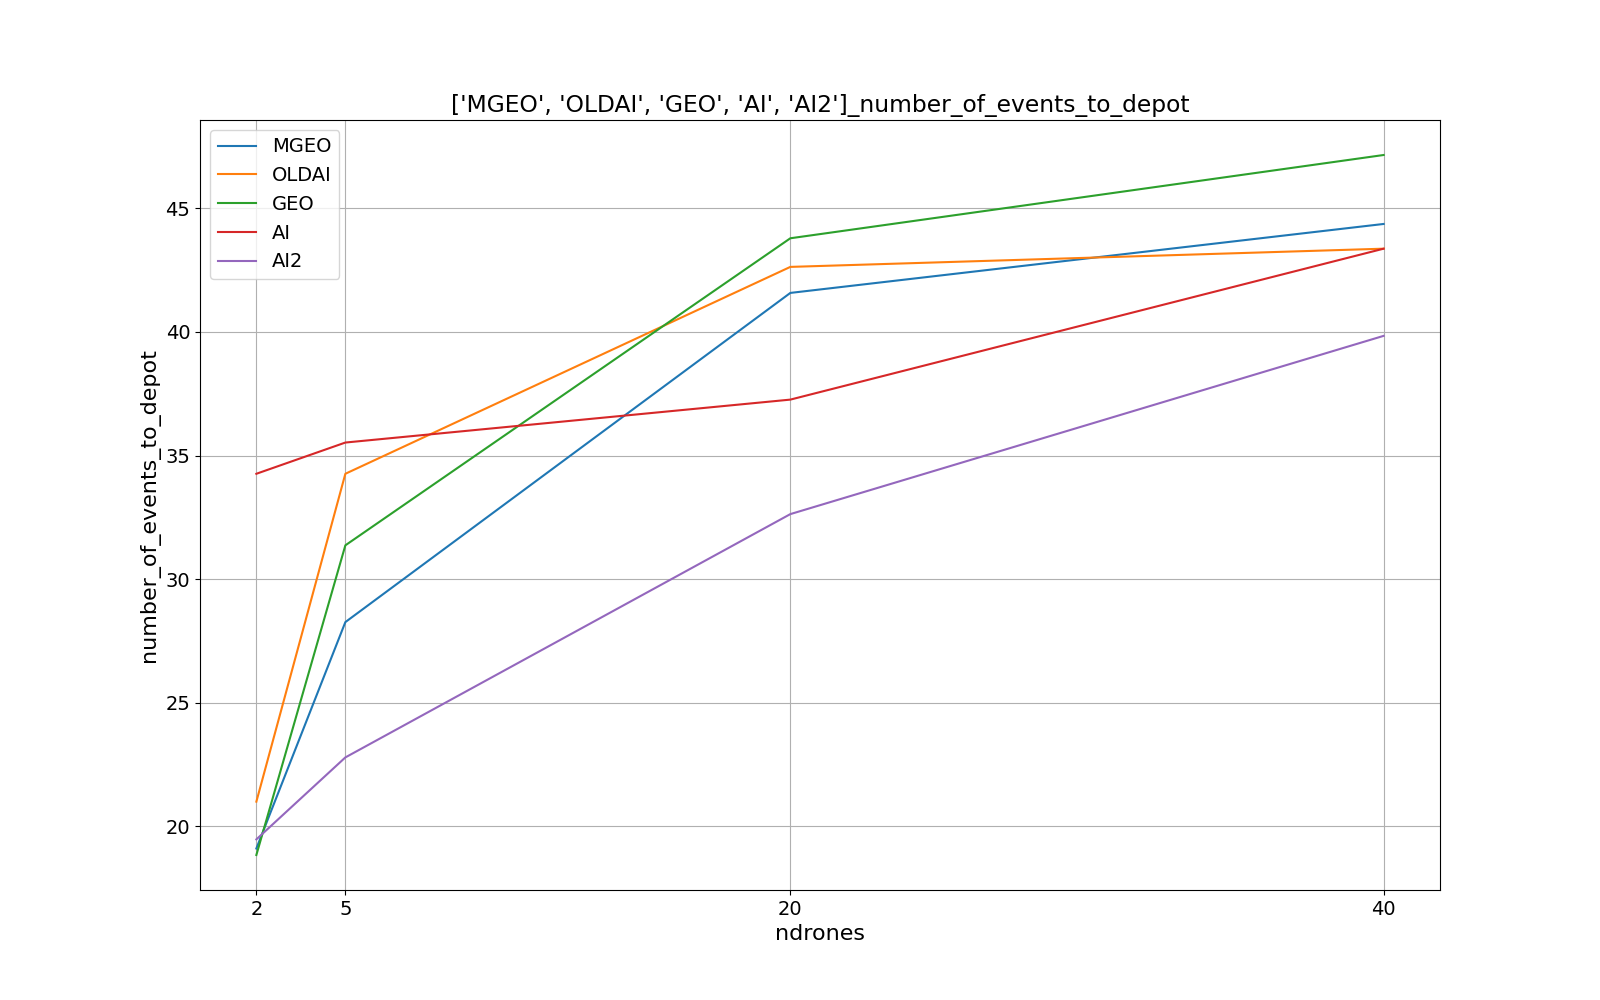 ['MGEO', 'OLDAI', 'GEO', 'AI', 'AI2']_number_of_events_to_depot
MGEO
OLDAI
GEO
AI
AI2
number_of_events_to_depot
45
40
35
30
25
20
2 5 20 40
ndrones